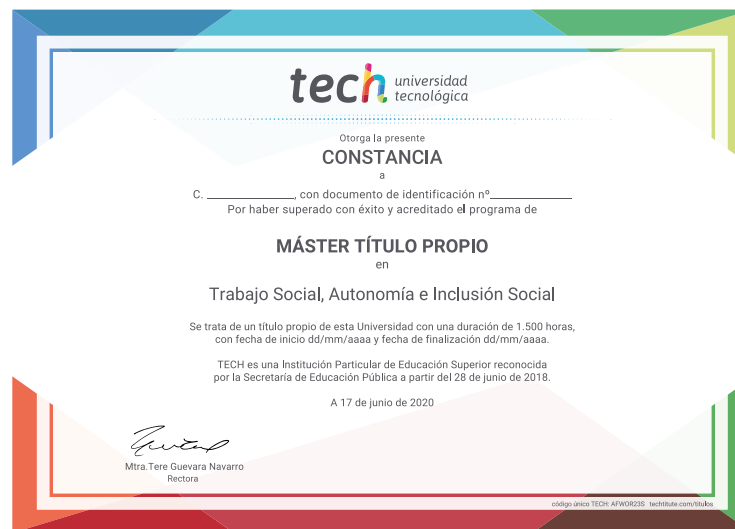 tech universidad
tecnológica
Otorga la presente
CONSTANCIA
a
C. ________________, con documento de identificación nº______________
Por haber superado con éxito y acreditado el programa de
MÁSTER TÍTULO PROPIO
en
Trabajo Social, Autonomía e Inclusión Social
Se trata de un título propio de esta Universidad con una duración de 1.500 horas,
con fecha de inicio dd/mm/aaaa y fecha de finalización dd/mm/aaaa.
TECH es una Institución Particular de Educación Superior reconocida
por la Secretaría de Educación Pública a partir del 28 de junio de 2018.
A 17 de junio de 2020
Mtra.Tere Guevara Navarro
Rectora
código único TECH: AFWOR23S techtitute.com/titulos